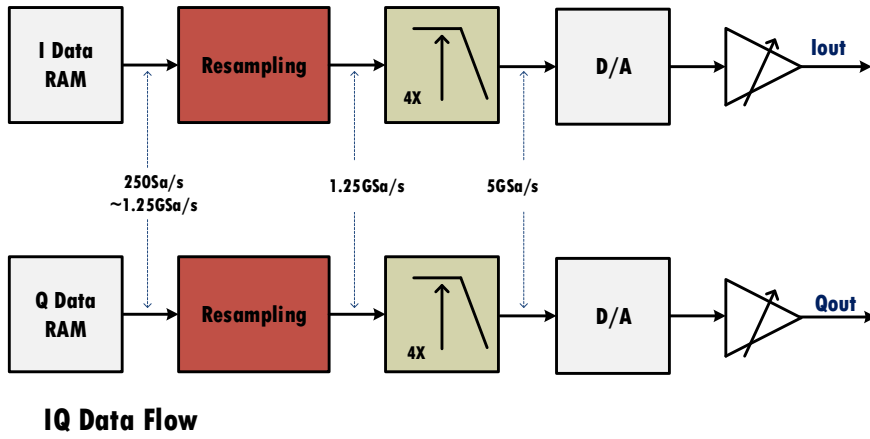 I Data
RAM
Resampling
4X
D/A
Iout
250Sa/s
~1.25GSa/s
1.25GSa/s
5GSa/s
Q Data
RAM
Resampling
4X
D/A
Qout
IQ Data Flow